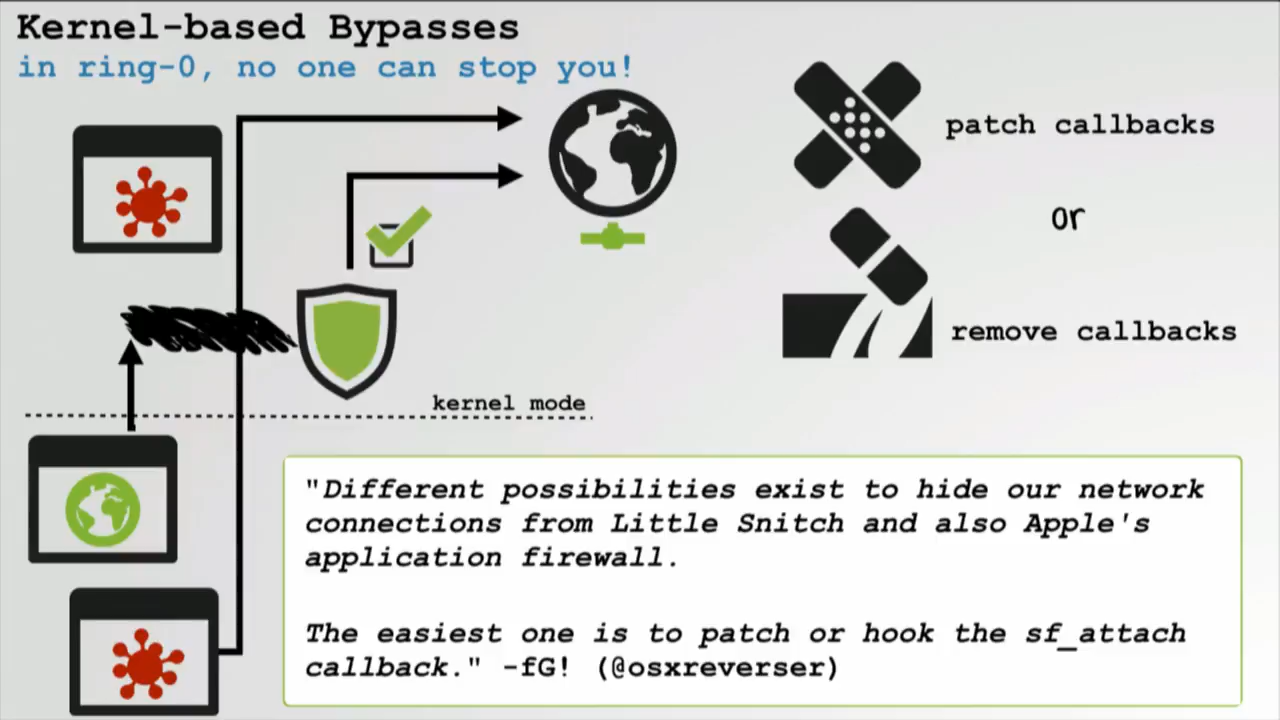 Kernel-based Bypasses
in ring-0, no one can stop you!
patch callbacks
or
remove callbacks
kernel mode
"Different possibilities exist to hide our network
connections from Little Snitch and also Apple's
application firewall.
The easiest one is to patch or hook the sf_attach
callback." -fG! (@osxreverser)